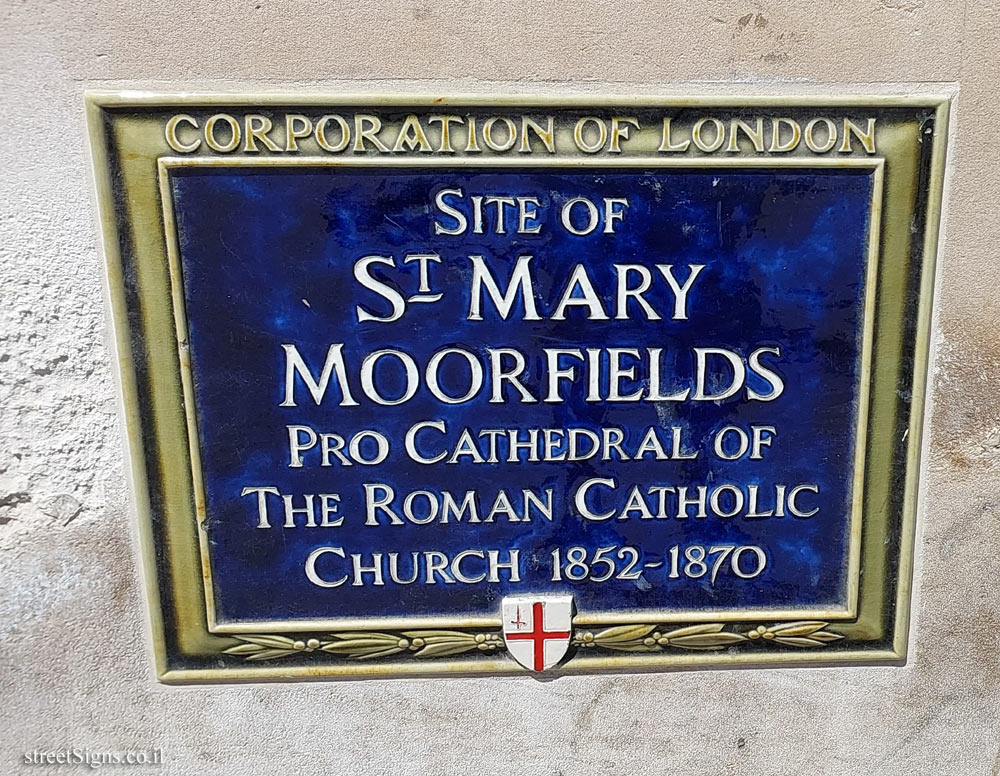 CORPORATION OF LONDON
SITE OF
ST MARY
MOORFIELDS
PRO CATHEDRAL OF
THE ROMAN CATHOLIC
CHURCH 1852-1870
streetSigns.co.il